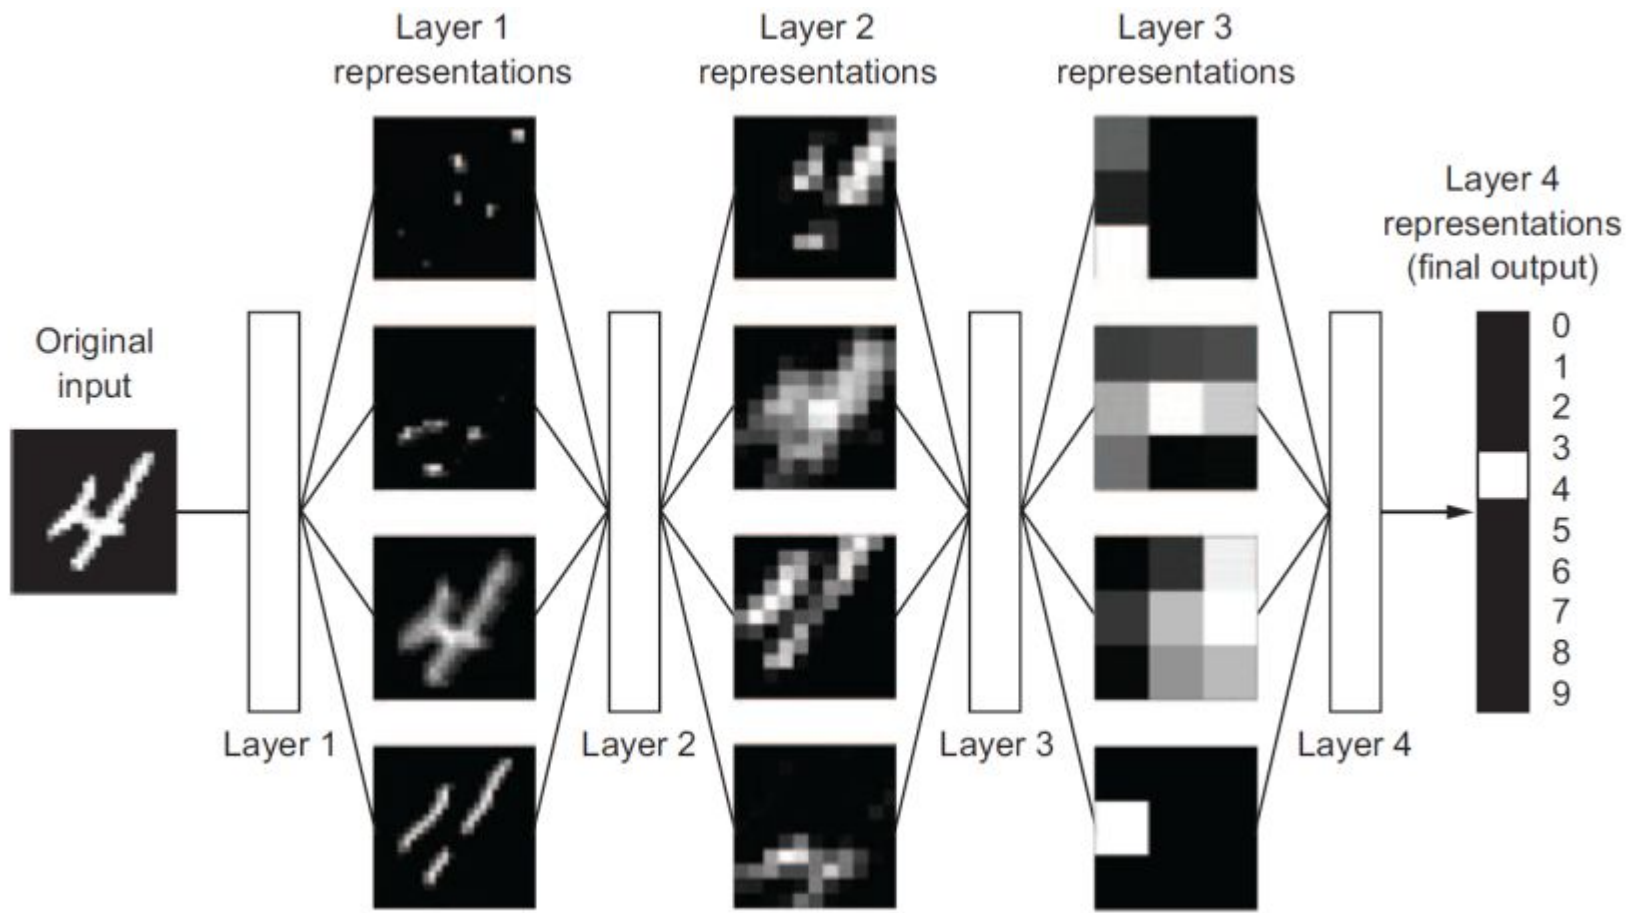 Layer 1
representations
Layer 2
representations
Layer 3
representations
Layer 4
representations
(final output)
Original
input
0
1
2
3
4
5
6
7
8
9
Layer 1
Layer 2
Layer 3
Layer 4